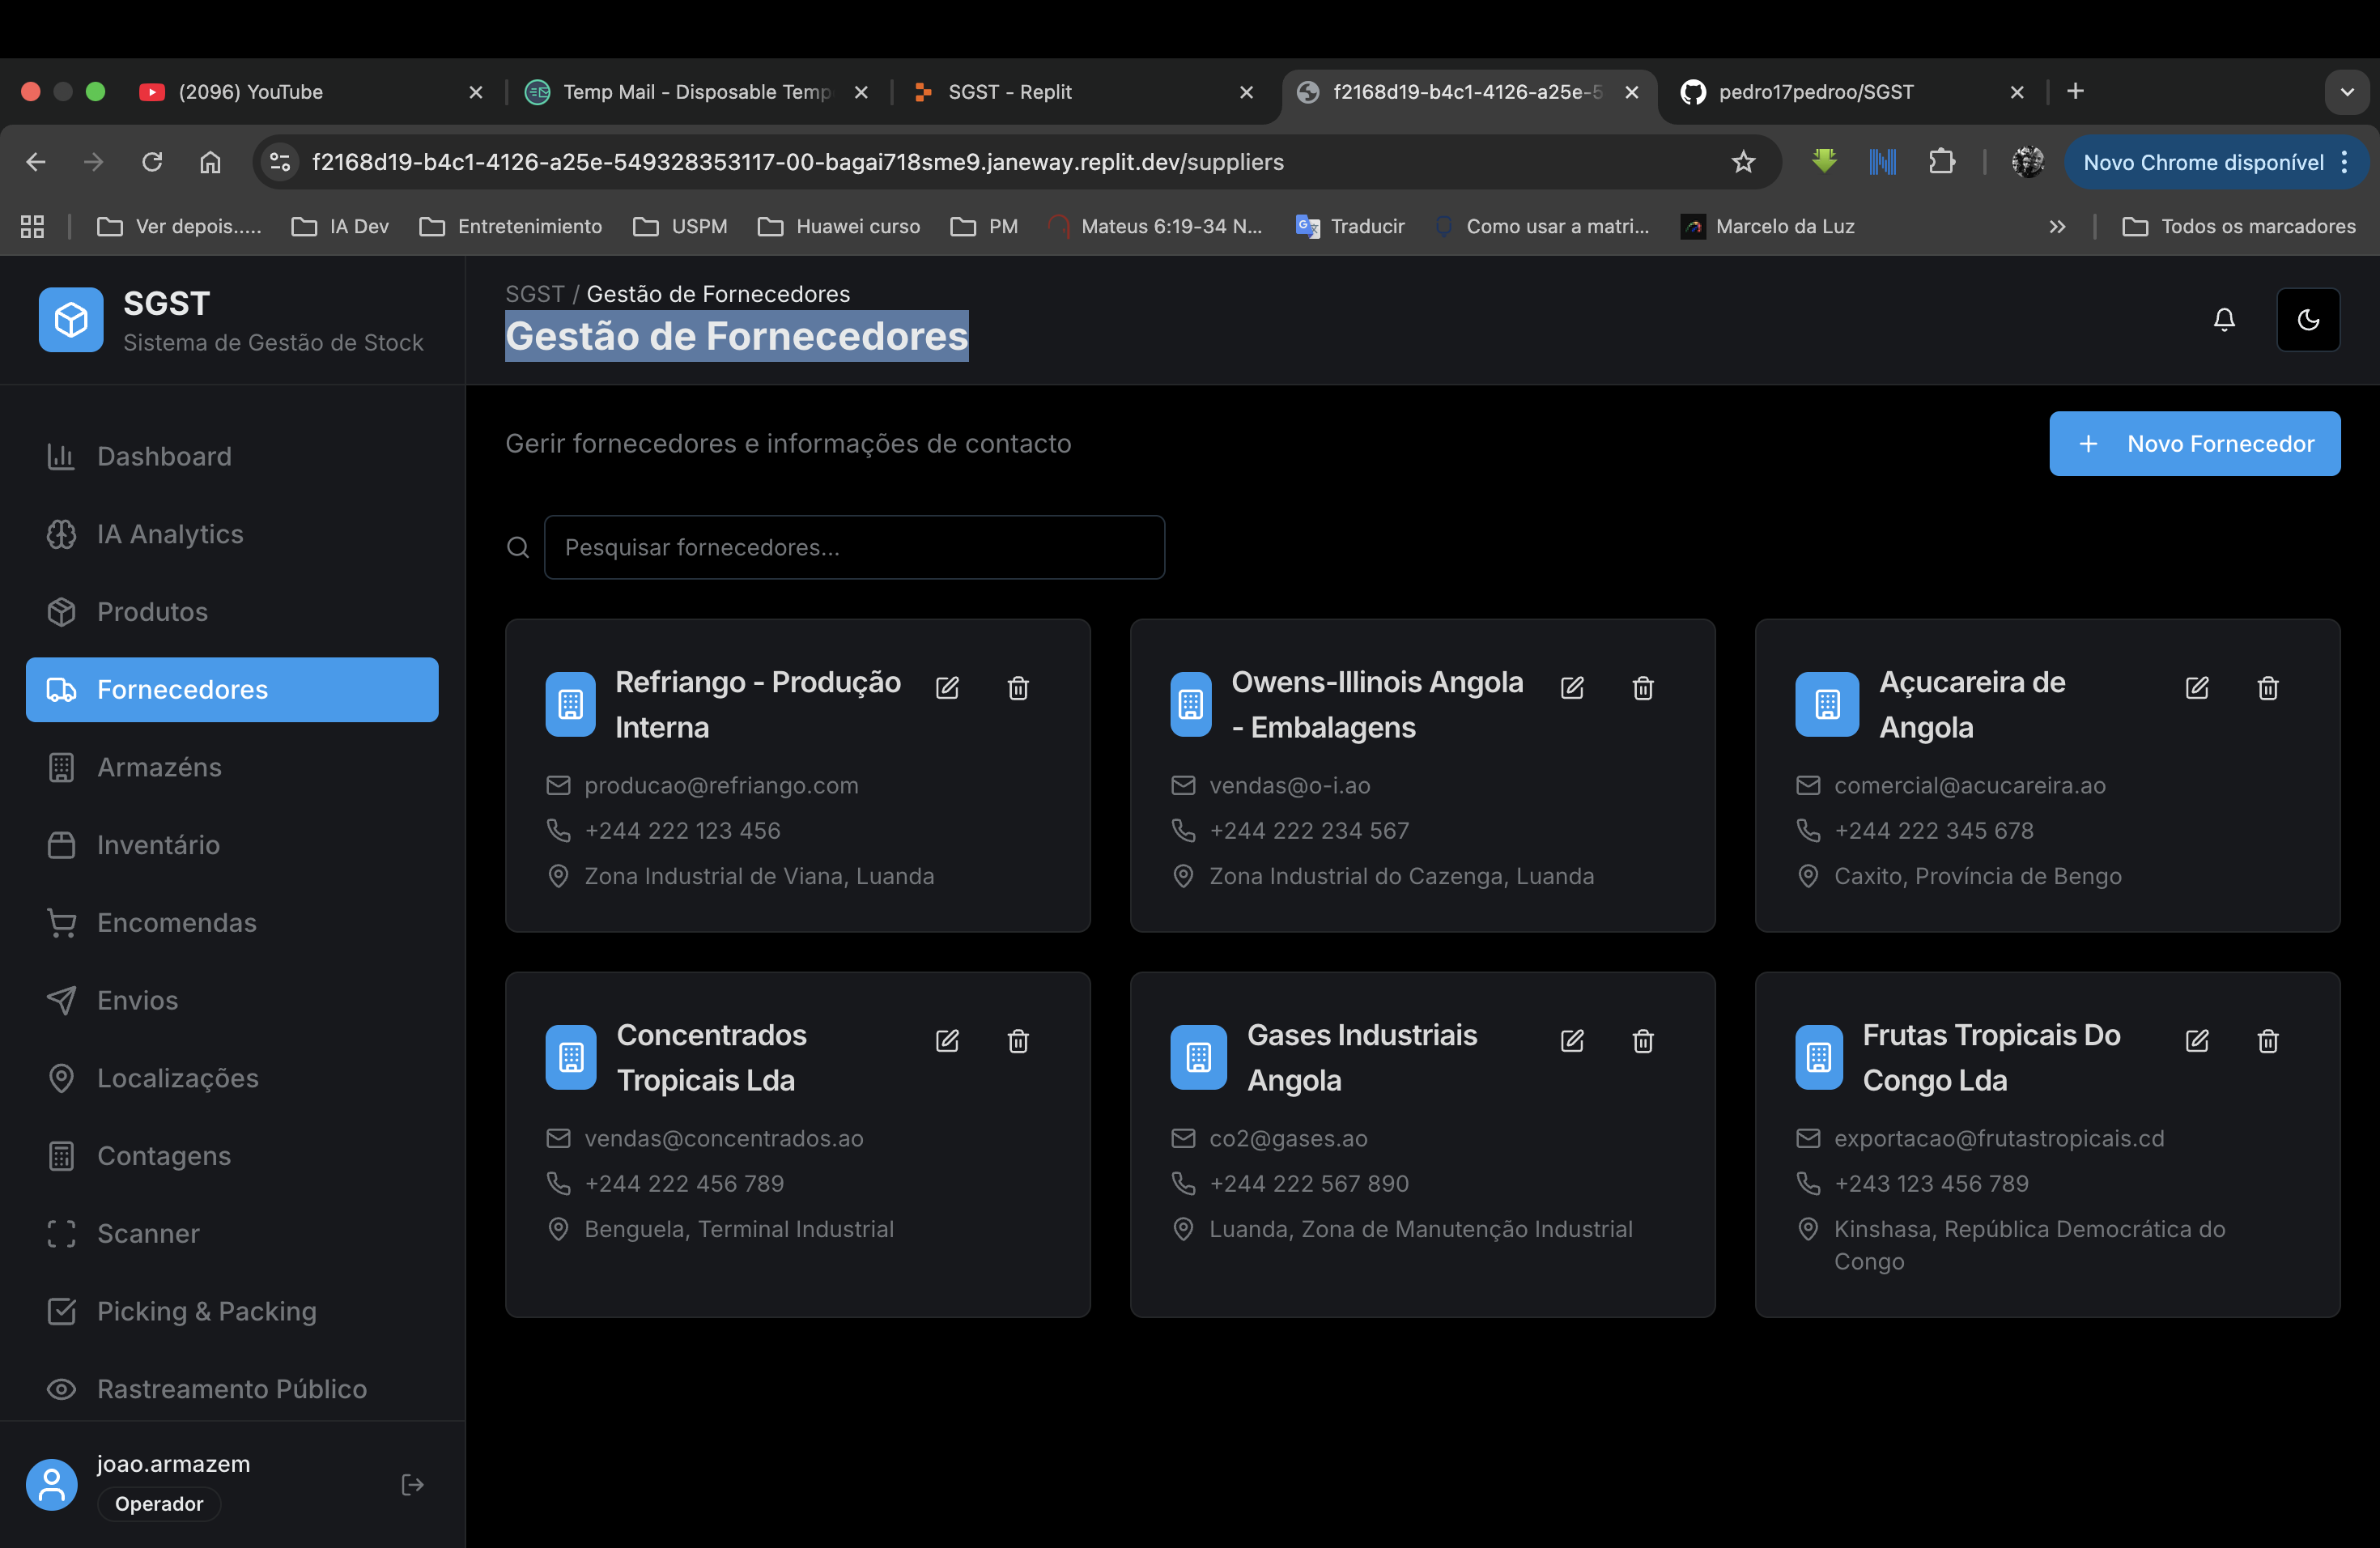 (2096) YouTube
Temp Mail - Disposable Temp
SGST - Replit
f2168d19-b4c1-4126-a25e-5
pedro17pedroo/SGST
f2168d19-b4c1-4126-a25e-549328353117-00-bagai718sme9.janeway.replit.dev/suppliers
Novo Chrome disponível
Ver depois.....
IA Dev
Entretenimiento
USPM
Huawei curso
PM
Mateus 6:19-34 N...
Traducir
Como usar a matri...
Marcelo da Luz
Todos os marcadores
SGST
Sistema de Gestão de Stock
SGST / Gestão de Fornecedores
Gestão de Fornecedores
Dashboard
IA Analytics
Produtos
Fornecedores
Armazéns
Inventário
Encomendas
Envios
Localizações
Contagens
Scanner
Picking & Packing
Rastreamento Público
joao.armazem
Operador
Gerir fornecedores e informações de contacto
Novo Fornecedor
Pesquisar fornecedores...
Refriango - Produção
Interna
producao@refriango.com
+244 222 123 456
Zona Industrial de Viana, Luanda
Owens-Illinois Angola
- Embalagens
vendas@o-i.ao
+244 222 234 567
Zona Industrial do Cazenga, Luanda
Açucareira de
Angola
comercial@acucareira.ao
+244 222 345 678
Caxito, Província de Bengo
Concentrados
Tropicais Lda
vendas@concentrados.ao
+244 222 456 789
Benguela, Terminal Industrial
Gases Industriais
Angola
co2@gases.ao
+244 222 567 890
Luanda, Zona de Manutenção Industrial
Frutas Tropicais Do
Congo Lda
exportacao@frutastropicais.cd
+243 123 456 789
Kinshasa, República Democrática do
Congo